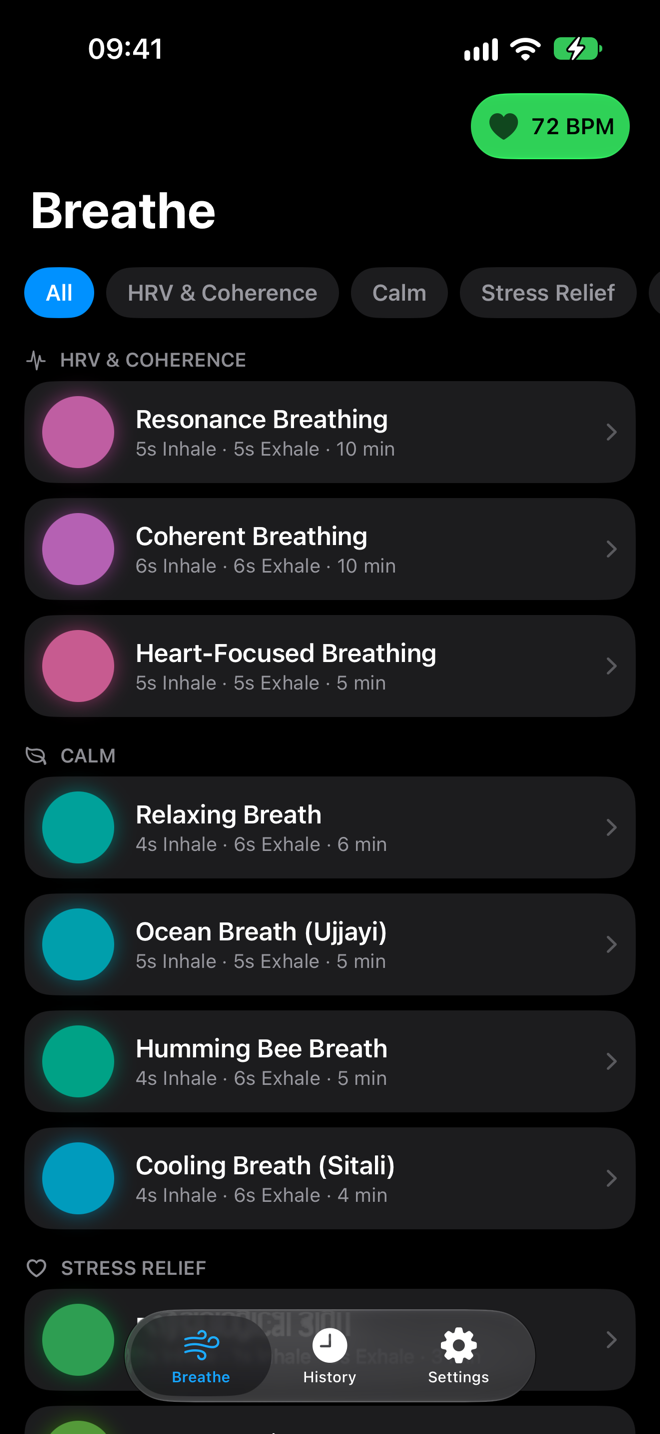 09:41
72 BPM
Breathe
All
HRV & Coherence
Calm
Stress Relief
HRV & COHERENCE
Resonance Breathing
5s Inhale · 5s Exhale · 10 min
Coherent Breathing
6s Inhale · 6s Exhale · 10 min
Heart-Focused Breathing
5s Inhale · 5s Exhale · 5 min
CALM
Relaxing Breath
4s Inhale · 6s Exhale · 6 min
Ocean Breath (Ujjayi)
5s Inhale · 5s Exhale · 5 min
Humming Bee Breath
4s Inhale · 6s Exhale · 5 min
Cooling Breath (Sitali)
4s Inhale · 6s Exhale · 4 min
STRESS RELIEF
Breathe
History
Settings